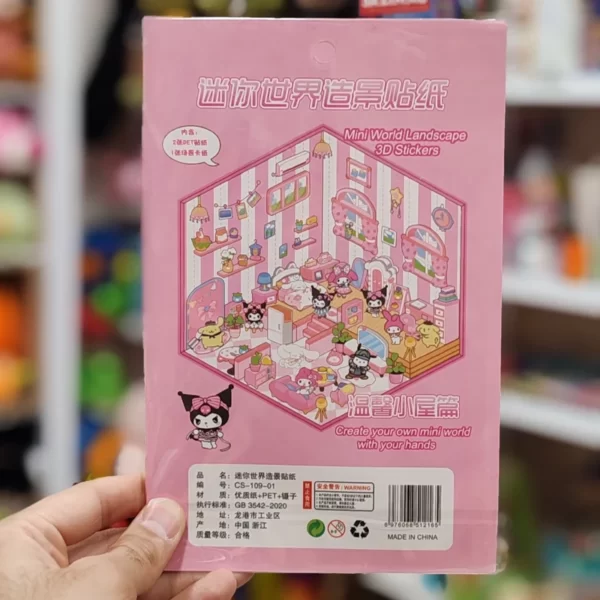 迷你世界造景贴纸
Mini World Landscape
3D Stickers
内含:
2张PET贴纸
1张场景卡纸
温馨小屋篇
Create your own mini world
with your hands
品 名: 迷你世界造景贴纸
编 号: CS-109-01
材 质: 优质纸+PET+镊子
执行标准: GB 3542-2020
地 址: 龙港市工业区
产 地: 中国 浙江
质量等级: 合格
安全警告: WARNING
6976068512165
MADE IN CHINA